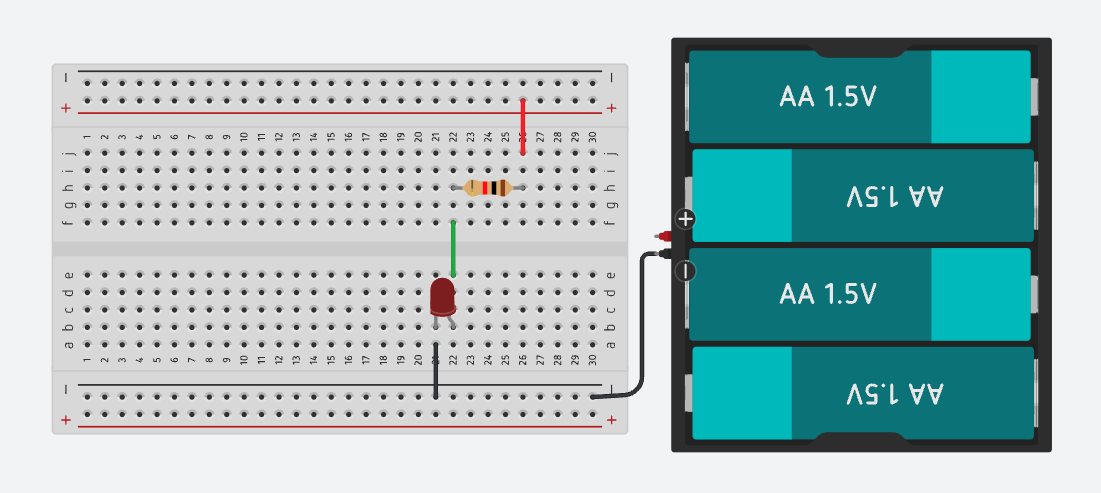 − −
+ +
1 2 3 4 5 6 7 8 9 10 11 12 13 14 15 16 17 18 19 20 21 22 23 24 25 27 28 29 30
j j
i i
h h
g g
f f
e e
d d
c c
b b
a a
1 2 3 4 5 6 7 8 9 10 11 12 13 14 15 16 17 18 19 20 22 23 24 25 26 27 28 29 30
− −
+ +
AA 1.5V
AA 1.5V
+
−
AA 1.5V
AA 1.5V